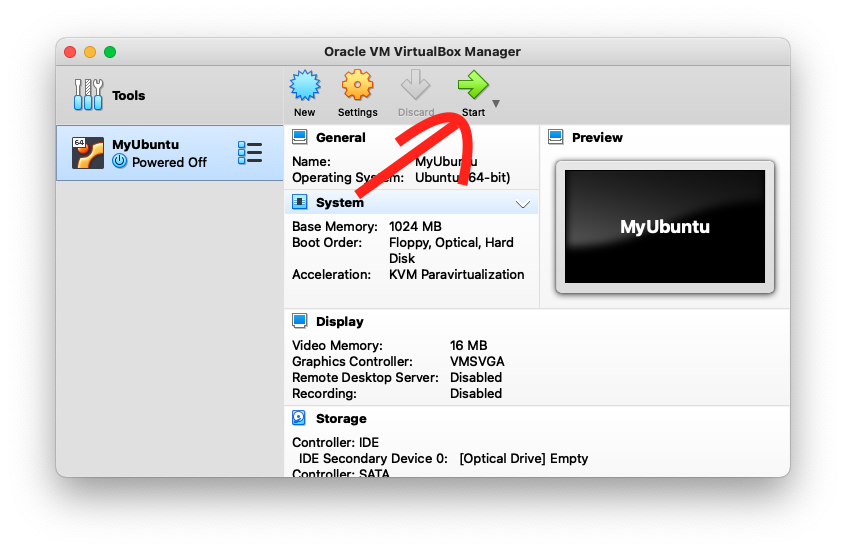 Oracle VM VirtualBox Manager
Tools
New Settings Discard Start
64
MyUbuntu
Powered Off
General
Name: MyUbuntu
Operating System: Ubuntu (64-bit)
System
Base Memory: 1024 MB
Boot Order: Floppy, Optical, Hard
Disk
Acceleration: KVM Paravirtualization
Preview
MyUbuntu
Display
Video Memory: 16 MB
Graphics Controller: VMSVGA
Remote Desktop Server: Disabled
Recording: Disabled
Storage
Controller: IDE
IDE Secondary Device 0: [Optical Drive] Empty
Controller: SATA